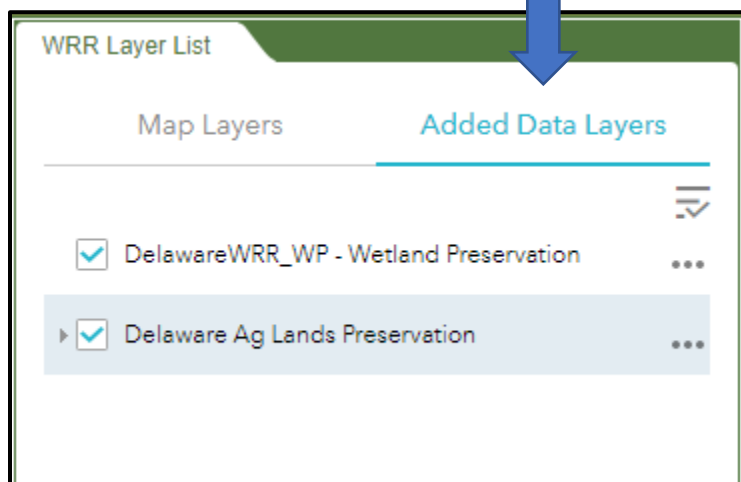 WRR Layer List
Map Layers
Added Data Layers
DelawareWRR_WP - Wetland Preservation
Delaware Ag Lands Preservation